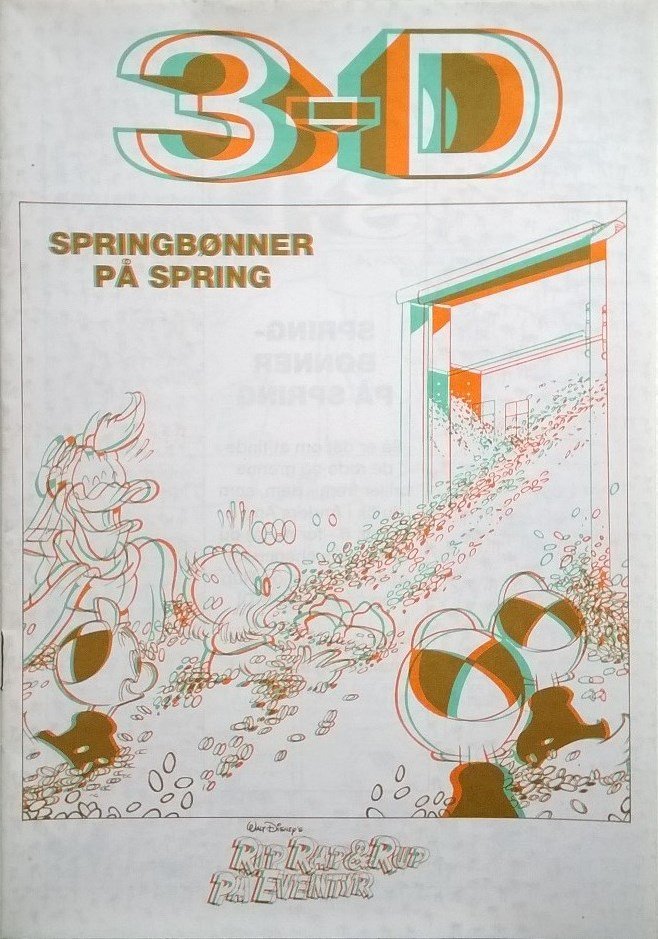 3-D
SPRINGBØNNER
PÅ SPRING
WALT DISNEY'S
RIP, RAP & RUP
PÅ EVENTYR